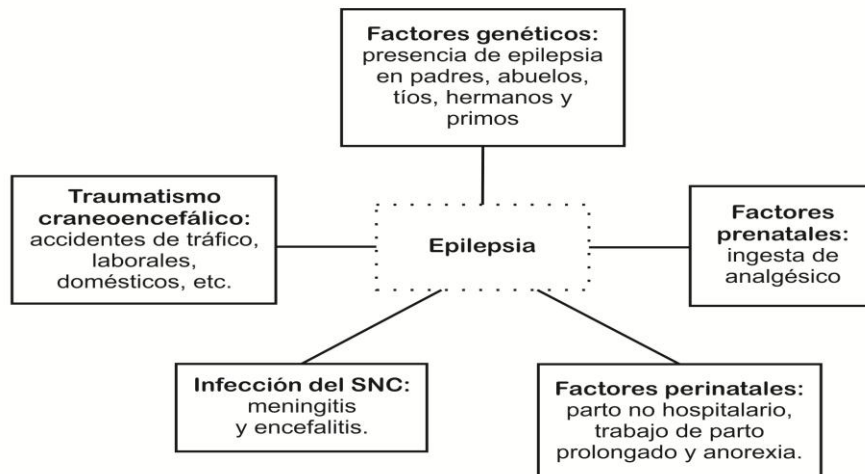 Factores genéticos:
presencia de epilepsia
en padres, abuelos,
tíos, hermanos y
primos
Traumatismo
craneoencefálico:
accidentes de tráfico,
laborales,
domésticos, etc.
Epilepsia
Factores
prenatales:
ingesta de
analgésico
Infección del SNC:
meningitis
y encefalitis.
Factores perinatales:
parto no hospitalario,
trabajo de parto
prolongado y anorexia.